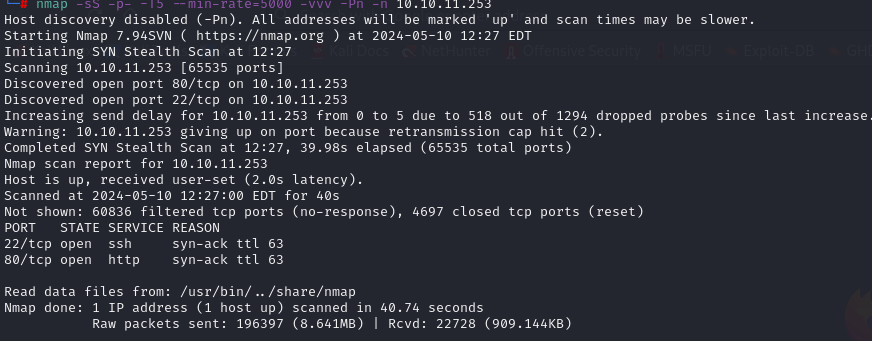 # nmap -sS -p- -T5 --min-rate=5000 -vvv -Pn -n 10.10.11.253
Host discovery disabled (-Pn). All addresses will be marked 'up' and scan times may be slower.
Starting Nmap 7.94SVN ( https://nmap.org ) at 2024-05-10 12:27 EDT
Initiating SYN Stealth Scan at 12:27
Kali Docs NetHunter Offensive Security MSFU Exploit-DB GH
Scanning 10.10.11.253 [65535 ports]
Discovered open port 80/tcp on 10.10.11.253
Discovered open port 22/tcp on 10.10.11.253
Increasing send delay for 10.10.11.253 from 0 to 5 due to 518 out of 1294 dropped probes since last increase.
Warning: 10.10.11.253 giving up on port because retransmission cap hit (2).
Completed SYN Stealth Scan at 12:27, 39.98s elapsed (65535 total ports)
Nmap scan report for 10.10.11.253
Host is up, received user-set (2.0s latency).
Scanned at 2024-05-10 12:27:00 EDT for 40s
Not shown: 60836 filtered tcp ports (no-response), 4697 closed tcp ports (reset)
PORT   STATE SERVICE REASON
22/tcp open  ssh     syn-ack ttl 63
80/tcp open  http    syn-ack ttl 63
Read data files from: /usr/bin/../share/nmap
Nmap done: 1 IP address (1 host up) scanned in 40.74 seconds
Raw packets sent: 196397 (8.641MB) | Rcvd: 22728 (909.144KB)